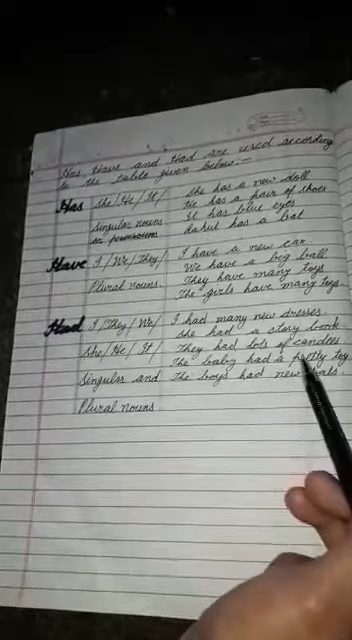 Has, Have and Had are used according
to the table given below:-
Has She/He/It/ She has a new doll.
He has a pair of shoes
Singular nouns It has blue eyes
or pronouns Rahul has a bat
Have I/We/They/ I have a new car
We have a big ball
Plural nouns. They have many toys
The girls have many toys.
Had I/They/We/ I had many new dresses.
She had a story book
She/He/It/ They had lots of candles
The baby had a toy
Singular and The boys had new
Plural nouns